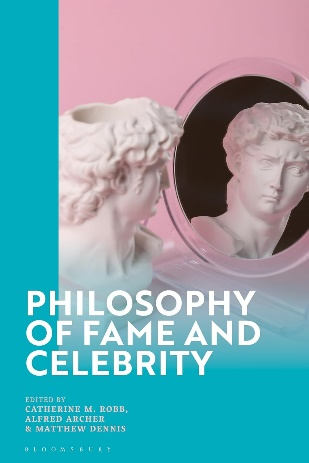 PHILOSOPHY
OF FAME AND
CELEBRITY
EDITED BY
CATHERINE M. ROBB,
ALFRED ARCHER
& MATTHEW DENNIS
BLOOMSBURY